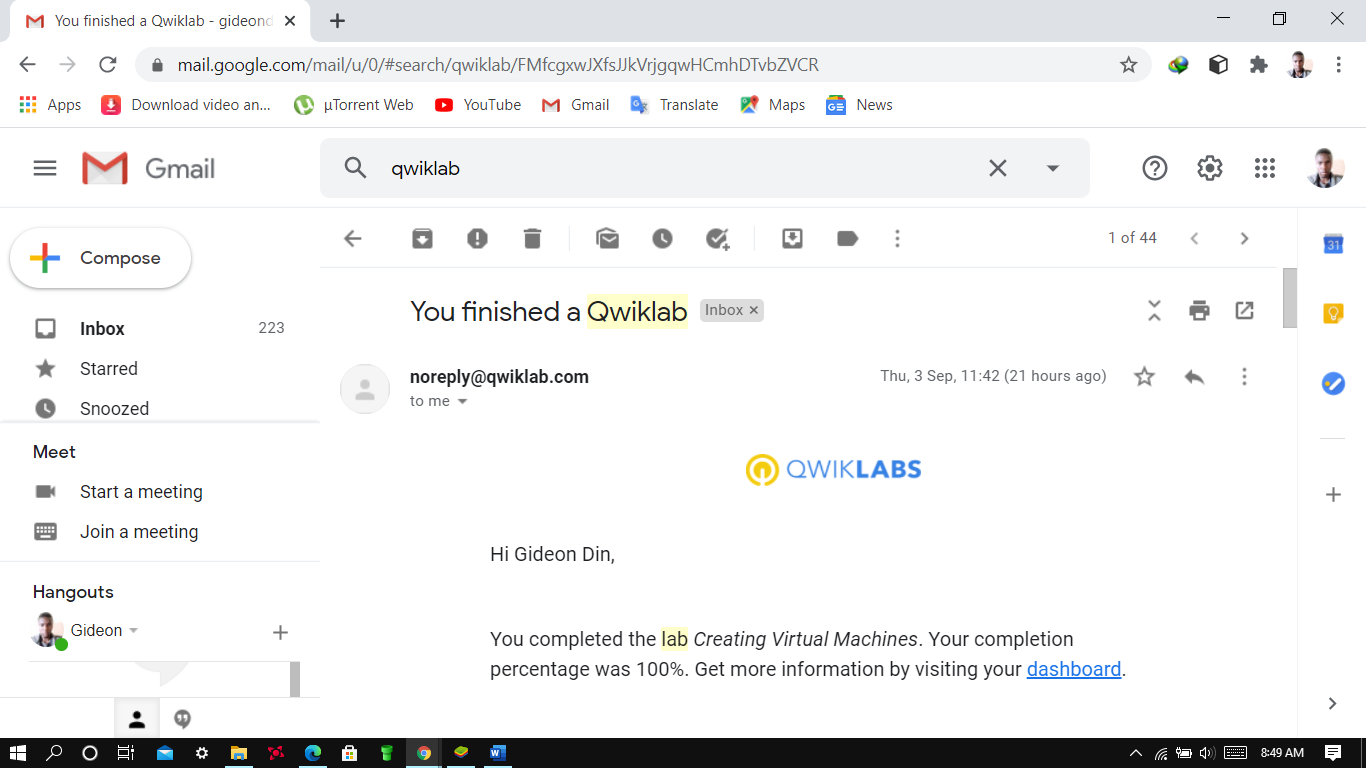 You finished a Qwiklab - gideond
mail.google.com/mail/u/0/#search/qwiklab/FMfcgxwJXfsJJkVrjgqwHCmhDTvbZVCR
Apps Download video an... µTorrent Web YouTube Gmail Translate Maps News
Gmail
qwiklab
Compose
1 of 44
Inbox 223
Starred
Snoozed
Meet
Start a meeting
Join a meeting
Hangouts
Gideon
You finished a Qwiklab Inbox
noreply@qwiklab.com Thu, 3 Sep, 11:42 (21 hours ago)
to me
QWIKLABS
Hi Gideon Din,
You completed the lab Creating Virtual Machines. Your completion
percentage was 100%. Get more information by visiting your dashboard.
31
8:49 AM